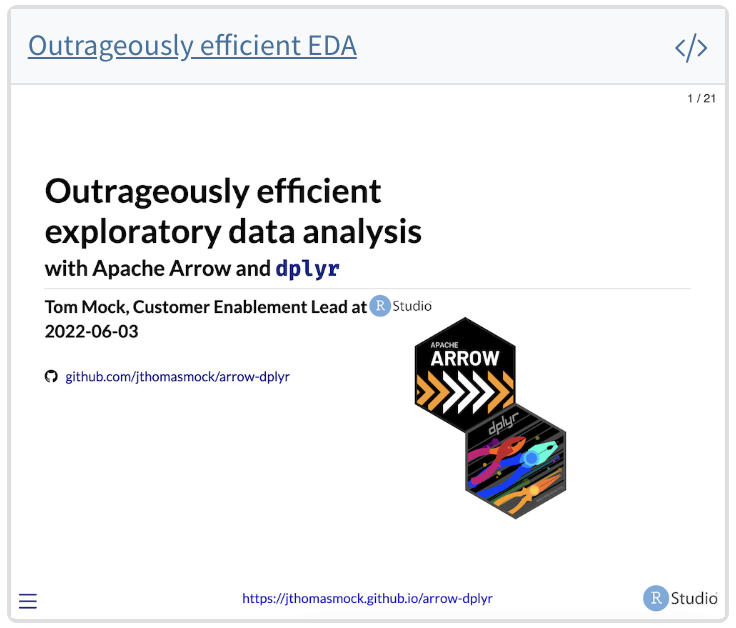 Outrageously efficient EDA
</>
1 / 21
Outrageously efficient
exploratory data analysis
with Apache Arrow and dplyr
Tom Mock, Customer Enablement Lead at R Studio
2022-06-03
github.com/jthomasmock/arrow-dplyr
APACHE
ARROW
dplyr
https://jthomasmock.github.io/arrow-dplyr
R Studio